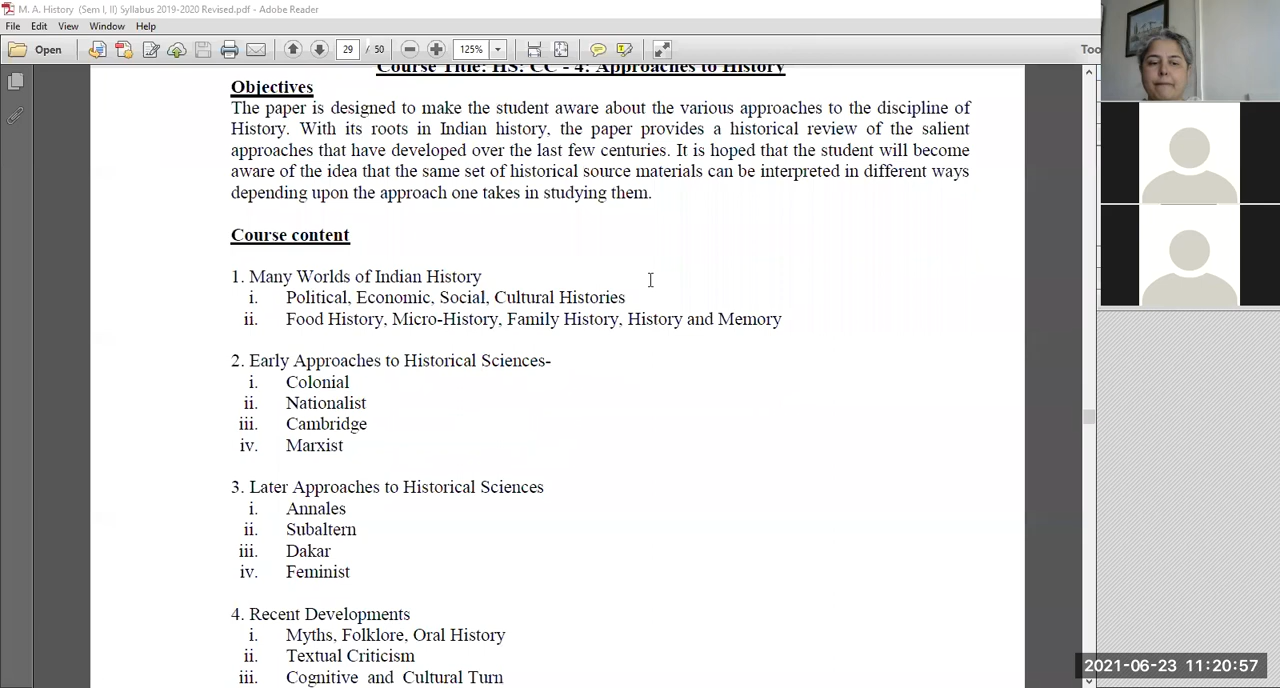 M. A. History (Sem I, II) Syllabus 2019-2020 Revised.pdf - Adobe Reader
File Edit View Window Help
Open 29 / 50 125% Too
Course Title: HS: CC - 4: Approaches to History
Objectives
The paper is designed to make the student aware about the various approaches to the discipline of
History. With its roots in Indian history, the paper provides a historical review of the salient
approaches that have developed over the last few centuries. It is hoped that the student will become
aware of the idea that the same set of historical source materials can be interpreted in different ways
depending upon the approach one takes in studying them.
Course content
1. Many Worlds of Indian History
i. Political, Economic, Social, Cultural Histories
ii. Food History, Micro-History, Family History, History and Memory
2. Early Approaches to Historical Sciences-
i. Colonial
ii. Nationalist
iii. Cambridge
iv. Marxist
3. Later Approaches to Historical Sciences
i. Annales
ii. Subaltern
iii. Dakar
iv. Feminist
4. Recent Developments
i. Myths, Folklore, Oral History
ii. Textual Criticism
iii. Cognitive and Cultural Turn
2021-06-23 11:20:57